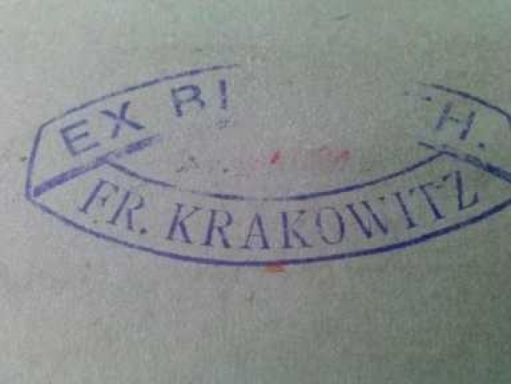 EX BI H.
FR. KRAKOWITZ